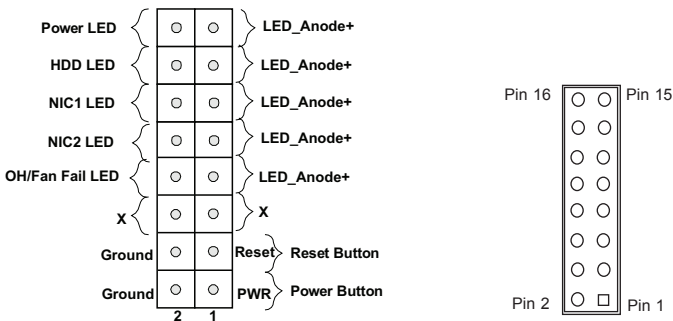 Power LED LED_Anode+
HDD LED LED_Anode+
NIC1 LED LED_Anode+
NIC2 LED LED_Anode+
OH/Fan Fail LED LED_Anode+
X X
Ground Reset Reset Button
Ground PWR Power Button
2 1
Pin 16 Pin 15
Pin 2 Pin 1